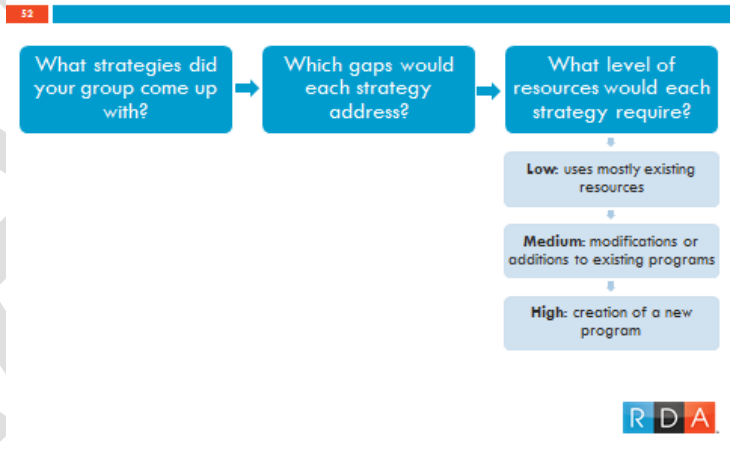 52
What strategies did
your group come up
with?
Which gaps would
each strategy
address?
What level of
resources would each
strategy require?
Low: uses mostly existing
resources
Medium: modifications or
additions to existing programs
High: creation of a new
program
RDA